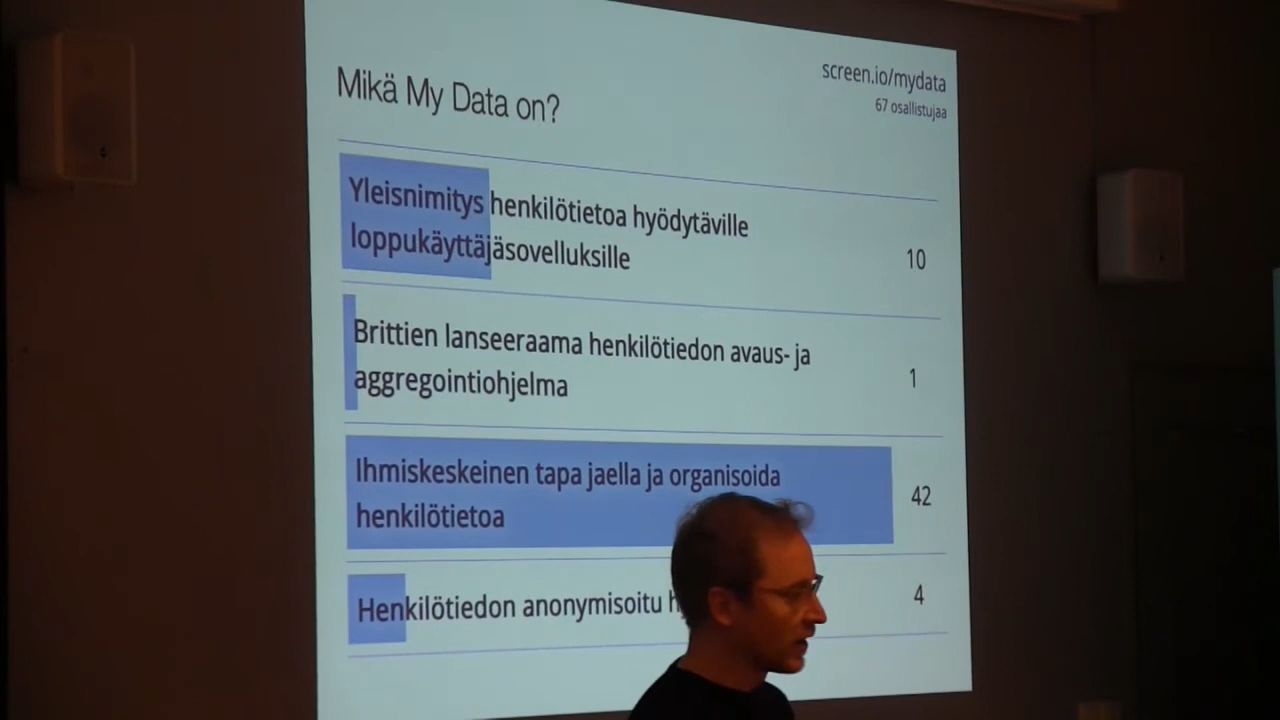 Mikä My Data on?
screen.io/mydata
67 osallistujaa
Yleisnimitys henkilötietoa hyödytäville
loppukäyttäjäsovelluksille
10
Brittien lanseeraama henkilötiedon avaus- ja
aggregointiohjelma
1
Ihmiskeskeinen tapa jaella ja organisoida
henkilötietoa
42
Henkilötiedon anonymisoitu
4